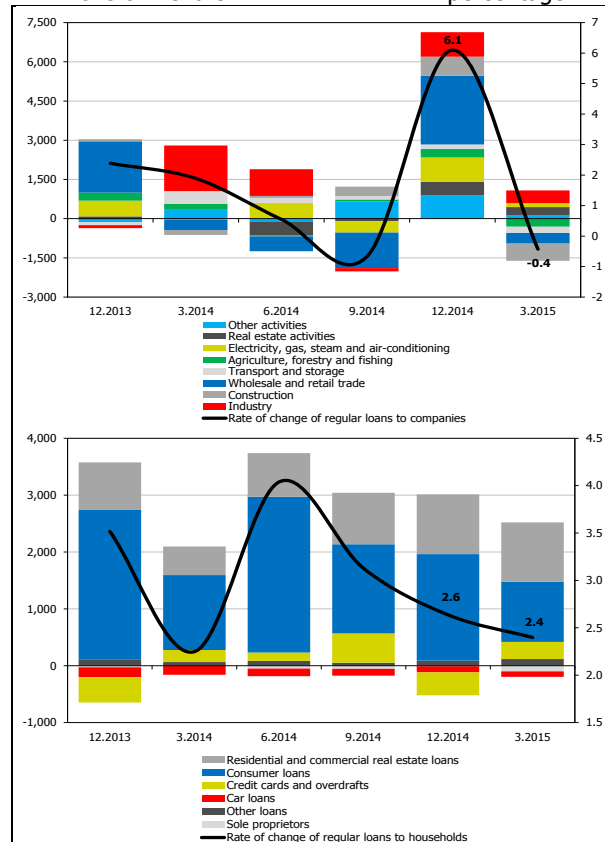 percentage
7,500
7
6.1
6,000
6
5
4,500
4
3,000
3
2
1,500
1
0
0
-1,500
-0.4
-1
-3,000
-2
12.2013 3.2014 6.2014 9.2014 12.2014 3.2015
Other activities
Real estate activities
Electricity, gas, steam and air-conditioning
Agriculture, forestry and fishing
Transport and storage
Wholesale and retail trade
Construction
Industry
Rate of change of regular loans to companies
4,000
4.5
4.0
3,000
3.5
2,000
3.0
1,000
2.6
2.4
2.5
0
2.0
-1,000
1.5
12.2013 3.2014 6.2014 9.2014 12.2014 3.2015
Residential and commercial real estate loans
Consumer loans
Credit cards and overdrafts
Car loans
Other loans
Sole proprietors
Rate of change of regular loans to households